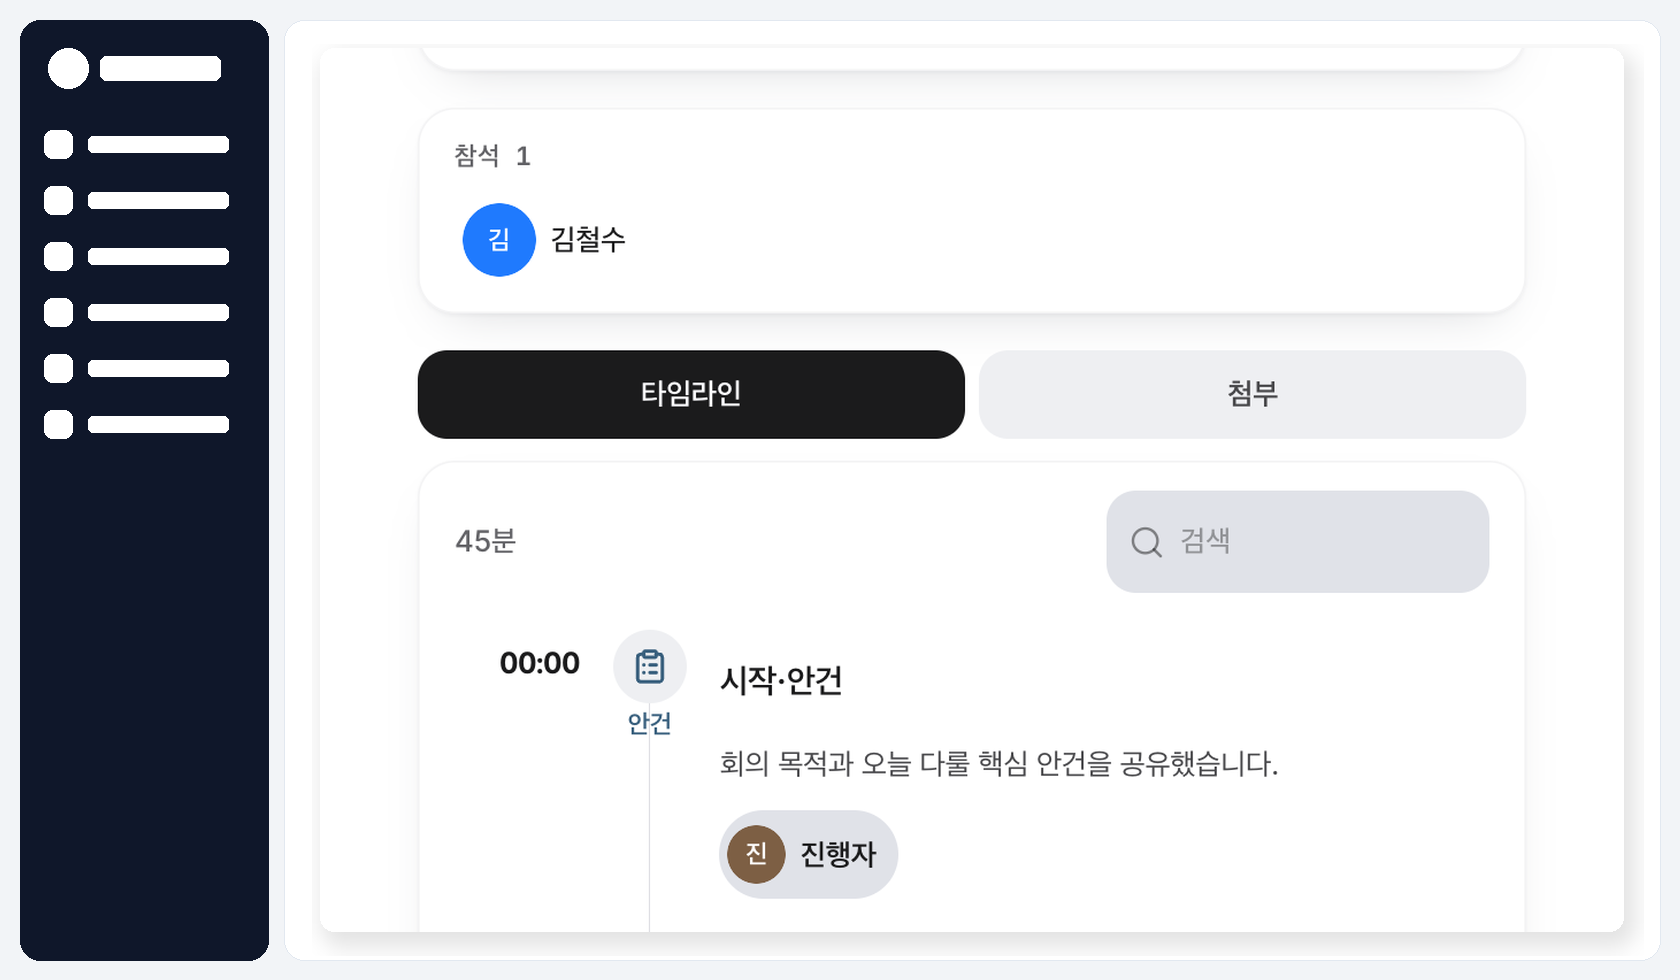 참석 1
김 김철수
타임라인 첨부
45분 검색
00:00 시작·안건
안건
회의 목적과 오늘 다룰 핵심 안건을 공유했습니다.
진 진행자